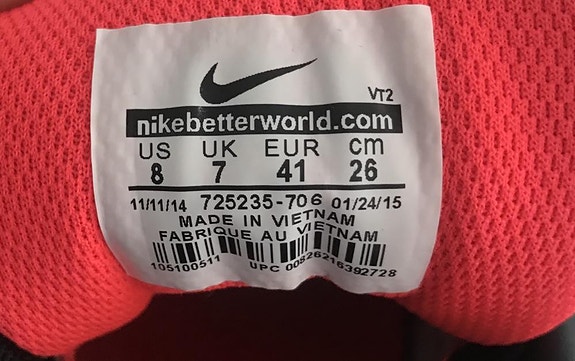 VT2
nikebetterworld.com
US UK EUR cm
8 7 41 26
11/11/14 725235-706 01/24/15
MADE IN VIETNAM
FABRIQUE AU VIETNAM
105100511 UPC 00826216392728